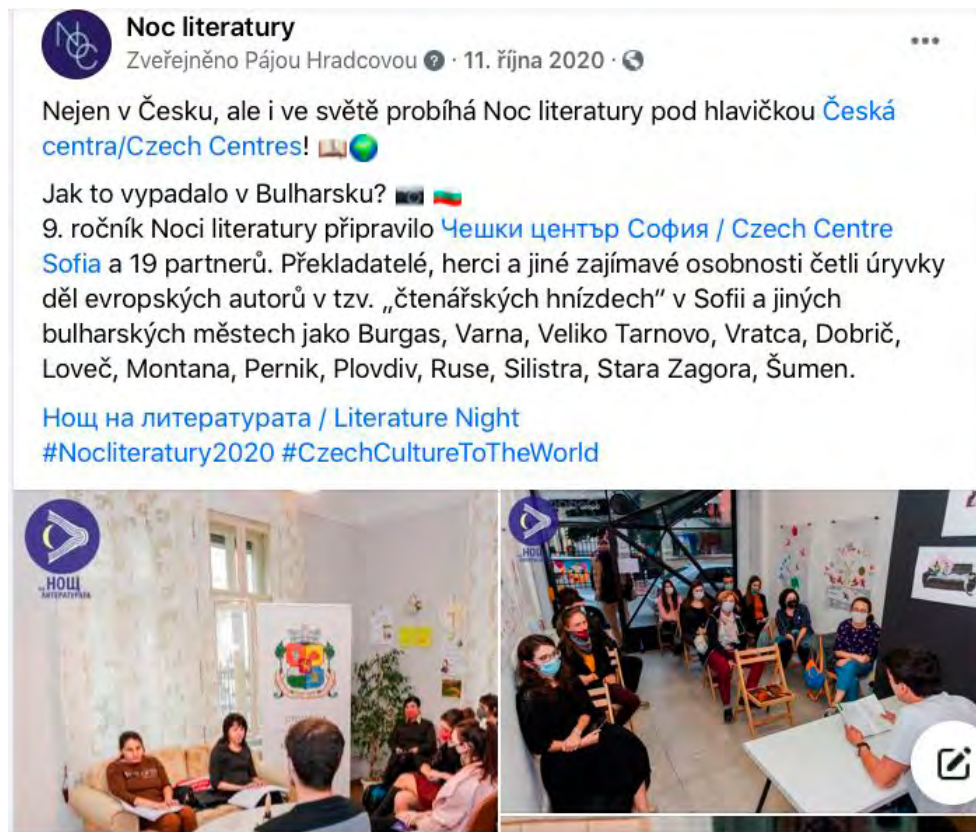 NOC
Noc literatury
Zveřejněno Pájou Hradcovou · 11. října 2020 ·
Nejen v Česku, ale i ve světě probíhá Noc literatury pod hlavičkou Česká
centra/Czech Centres! 📖🌍
Jak to vypadalo v Bulharsku? 📷 🇧🇬
9. ročník Noci literatury připravilo Чешки център София / Czech Centre
Sofia a 19 partnerů. Překladatelé, herci a jiné zajímavé osobnosti četli úryvky
děl evropských autorů v tzv. „čtenářských hnízdech“ v Sofii a jiných
bulharských městech jako Burgas, Varna, Veliko Tarnovo, Vratca, Dobrič,
Loveč, Montana, Pernik, Plovdiv, Ruse, Silistra, Stara Zagora, Šumen.
Нощ на литературата / Literature Night
#Nocliteratury2020 #CzechCultureToTheWorld
НОЩ
на ЛИТЕРАТУРАТА
НОЩ